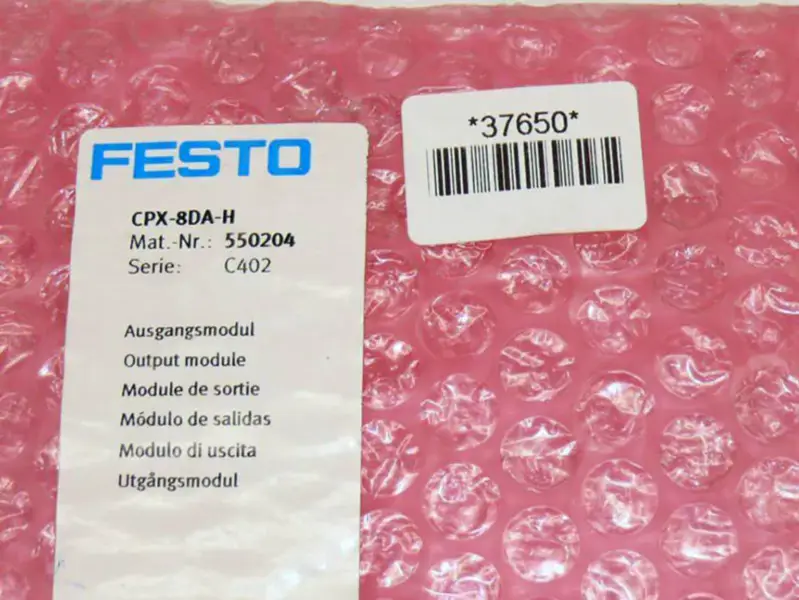 FESTO
CPX-8DA-H
Mat.-Nr.: 550204
Serie: C402
Ausgangsmodul
Output module
Module de sortie
Módulo de salidas
Modulo di uscita
Utgångsmodul
*37650*